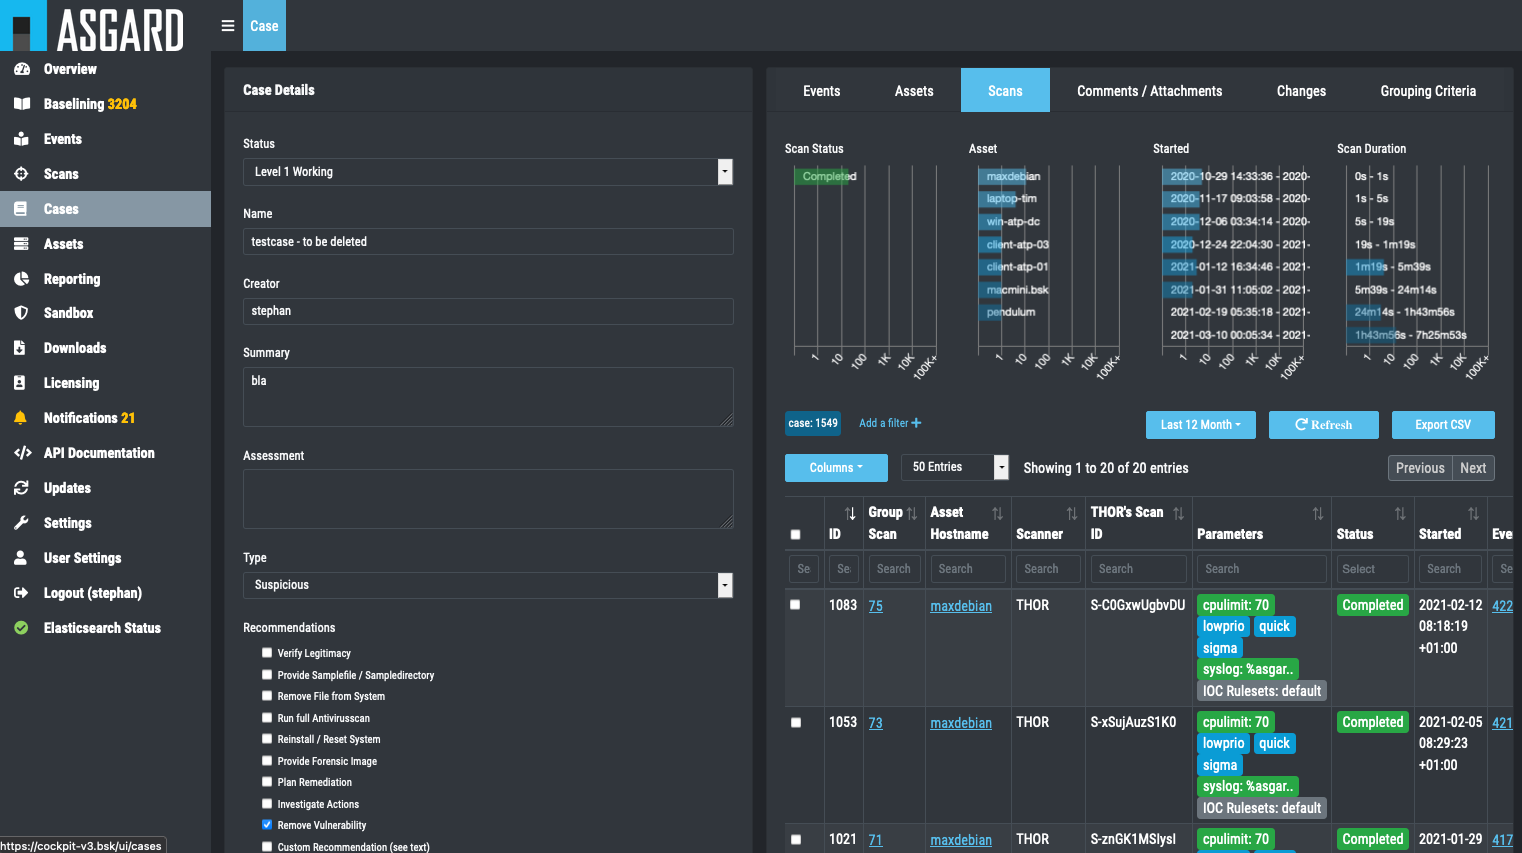 ASGARD
Case
Overview
Baselining 3204
Events
Scans
Cases
Assets
Reporting
Sandbox
Downloads
Licensing
Notifications 21
API Documentation
Updates
Settings
User Settings
Logout (stephan)
Elasticsearch Status
https://cockpit-v3.bsk/ui/cases
Case Details
Status
Level 1 Working
Name
testcase - to be deleted
Creator
stephan
Summary
bla
Assessment
Type
Suspicious
Recommendations
Verify Legitimacy
Provide Samplefile / Sampledirectory
Remove File from System
Run full Antivirusscan
Reinstall / Reset System
Provide Forensic Image
Plan Remediation
Investigate Actions
Remove Vulnerability
Custom Recommendation (see text)
Events Assets Scans Comments / Attachments Changes Grouping Criteria
Scan Status
Completed
1 10 100 1K 10K 100K+
Asset
maxdebian
laptop-tim
win-atp-dc
client-atp-03
client-atp-01
macmini.bsk
pendulum
1 10 100 1K 10K 100K+
Started
2020-10-29 14:33:36 - 2020-
2020-11-17 09:03:58 - 2020-
2020-12-06 03:34:14 - 2020-
2020-12-24 22:04:30 - 2021-
2021-01-12 16:34:46 - 2021-
2021-01-31 11:05:02 - 2021-
2021-02-19 05:35:18 - 2021-
2021-03-10 00:05:34 - 2021-
1 10 100 1K 10K 100K+
Scan Duration
0s - 1s
1s - 5s
5s - 19s
19s - 1m19s
1m19s - 5m39s
5m39s - 24m14s
24m14s - 1h43m56s
1h43m56s - 7h25m53s
1 10 100 1K 10K 100K+
case: 1549 Add a filter Last 12 Month Refresh Export CSV
Columns 50 Entries Showing 1 to 20 of 20 entries Previous Next
ID Group Scan Asset Hostname Scanner THOR's Scan ID Parameters Status Started Eve
Se Se Search Search Search Search Search Select Search Se
1083 75 maxdebian THOR S-C0GxwUgbvDU cpulimit: 70 Completed 2021-02-12 422
lowprio quick 08:18:19
sigma +01:00
syslog: %asgar..
IOC Rulesets: default
1053 73 maxdebian THOR S-xSujAuzS1K0 cpulimit: 70 Completed 2021-02-05 421
lowprio quick 08:29:23
sigma +01:00
syslog: %asgar..
IOC Rulesets: default
1021 71 maxdebian THOR S-znGK1MSIysI cpulimit: 70 Completed 2021-01-29 417